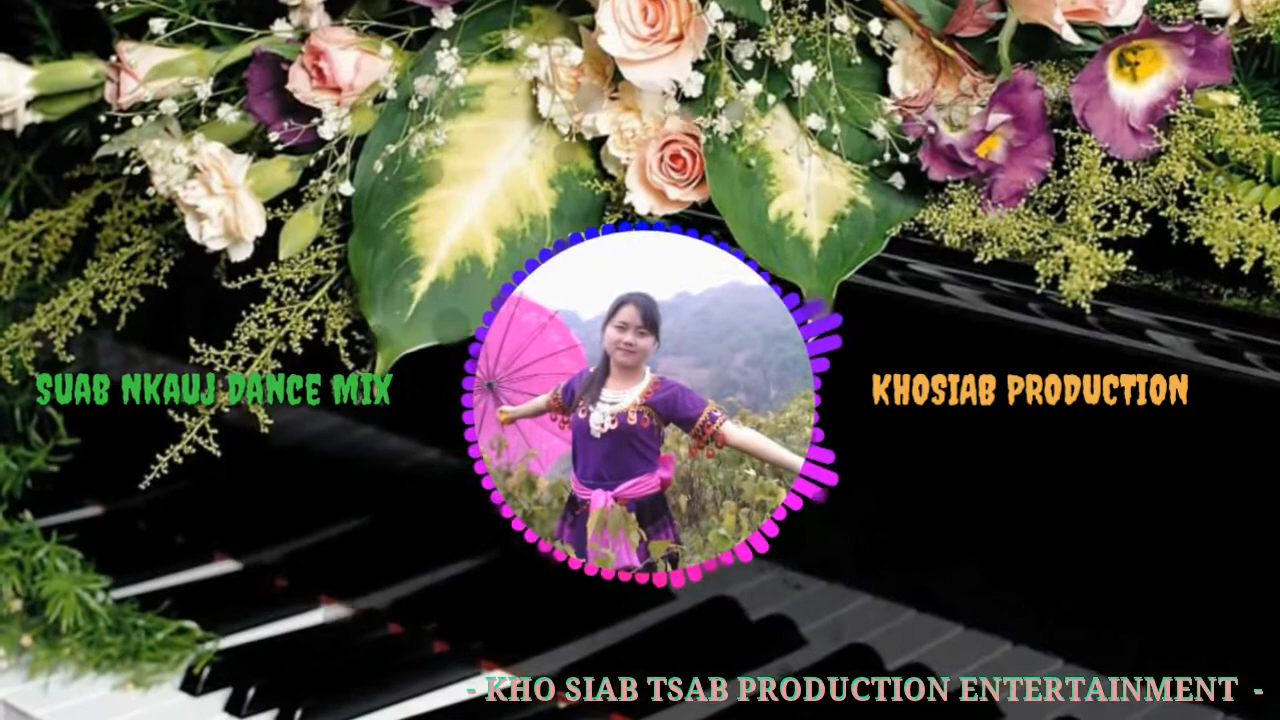 SUAB NKAUJ DANCE MIX
KHOSIAB PRODUCTION
- KHO SIAB TSAB PRODUCTION ENTERTAINMENT -